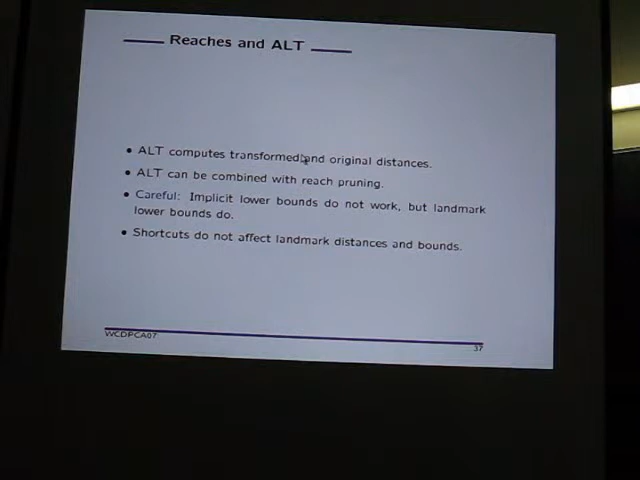 Reaches and ALT
• ALT computes transformed and original distances.
• ALT can be combined with reach pruning.
• Careful: Implicit lower bounds do not work, but landmark
lower bounds do.
• Shortcuts do not affect landmark distances and bounds.
WCDPCA07
37